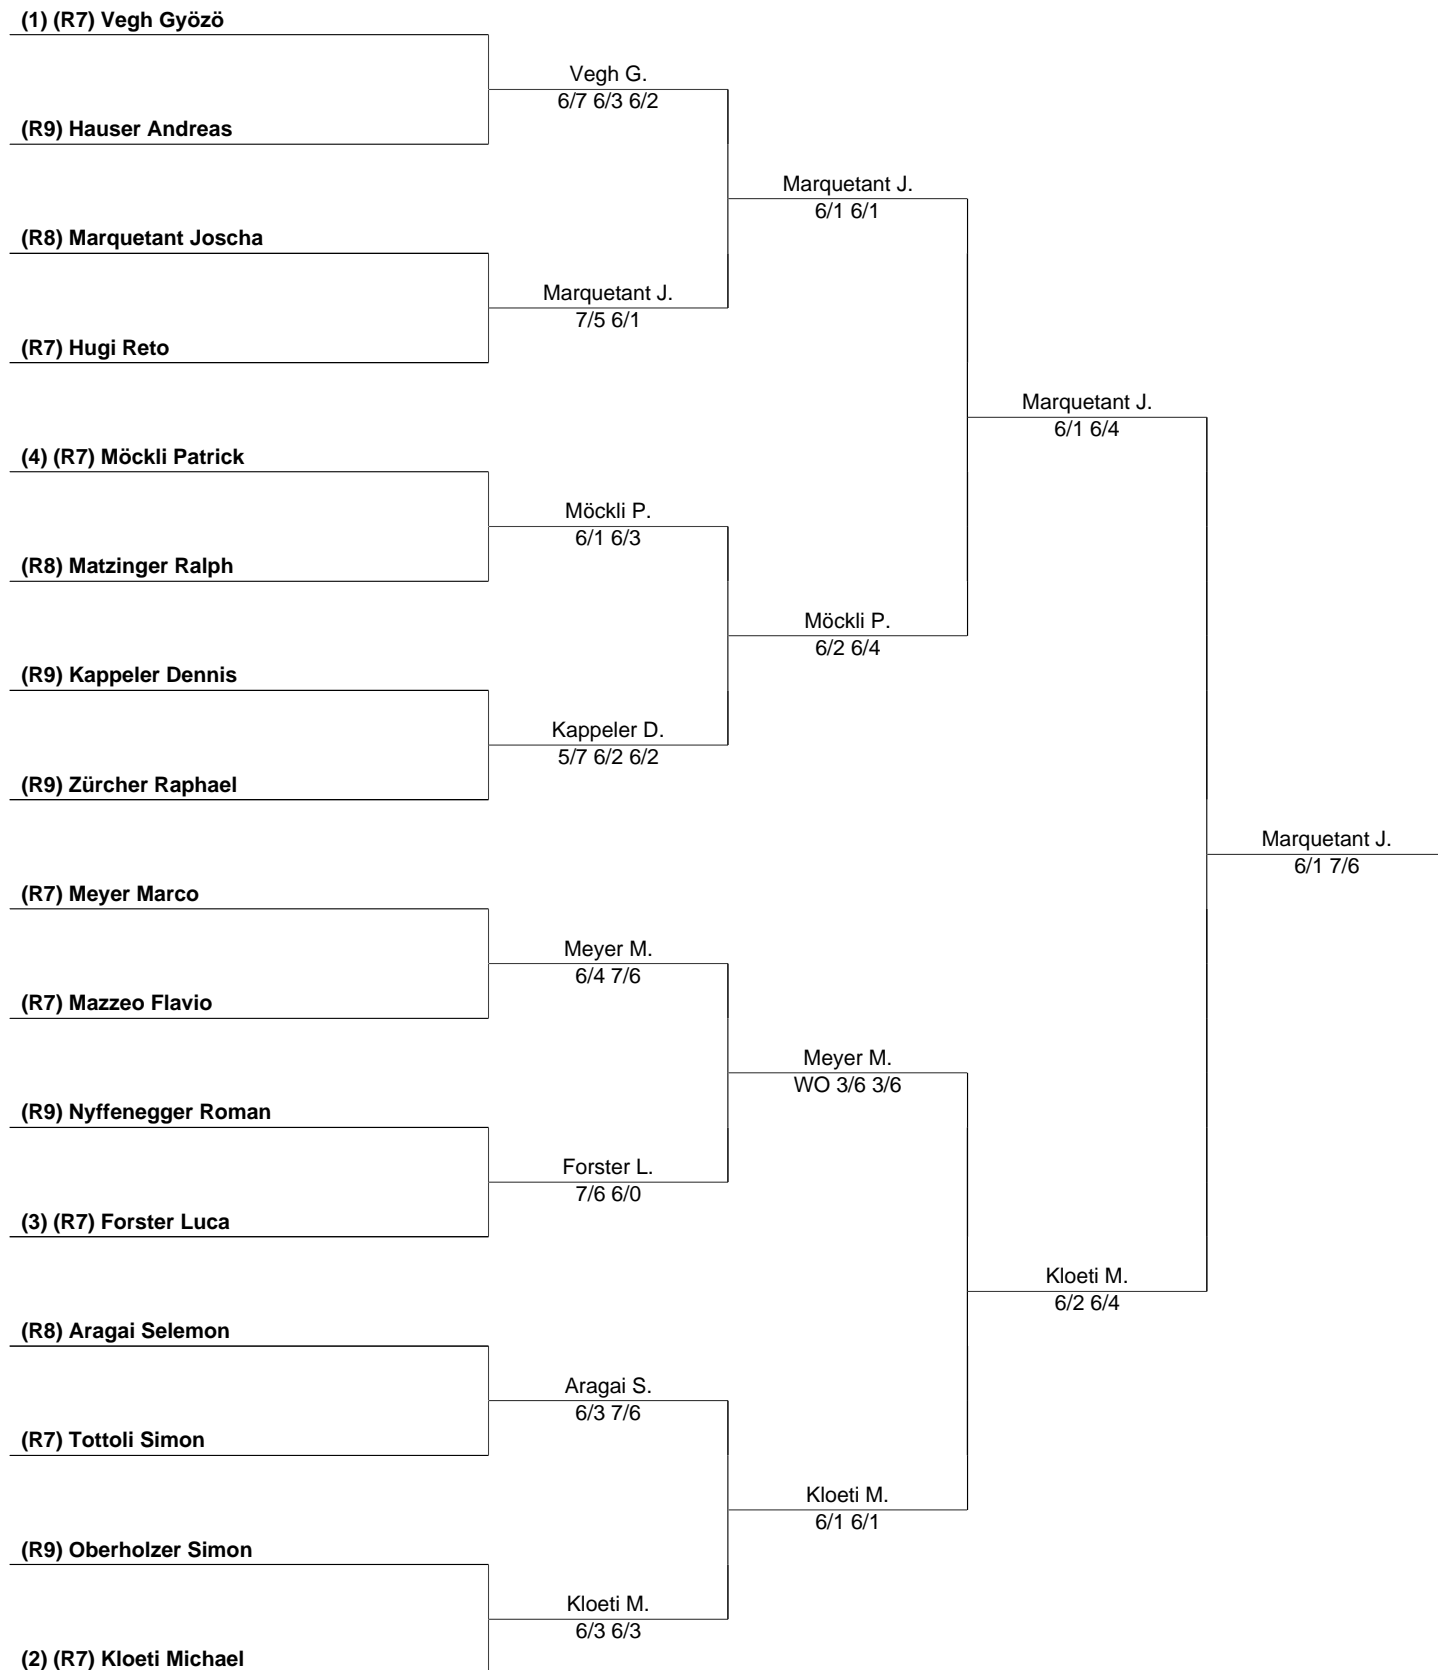 (1) (R7) Vegh Gyözö
Vegh G.
6/7 6/3 6/2
(R9) Hauser Andreas
Marquetant J.
6/1 6/1
(R8) Marquetant Joscha
Marquetant J.
7/5 6/1
(R7) Hugi Reto
Marquetant J.
6/1 6/4
(4) (R7) Möckli Patrick
Möckli P.
6/1 6/3
(R8) Matzinger Ralph
Möckli P.
6/2 6/4
(R9) Kappeler Dennis
Kappeler D.
5/7 6/2 6/2
(R9) Zürcher Raphael
Marquetant J.
6/1 7/6
(R7) Meyer Marco
Meyer M.
6/4 7/6
(R7) Mazzeo Flavio
Meyer M.
WO 3/6 3/6
(R9) Nyffenegger Roman
Forster L.
7/6 6/0
(3) (R7) Forster Luca
Kloeti M.
6/2 6/4
(R8) Aragai Selemon
Aragai S.
6/3 7/6
(R7) Tottoli Simon
Kloeti M.
6/1 6/1
(R9) Oberholzer Simon
Kloeti M.
6/3 6/3
(2) (R7) Kloeti Michael